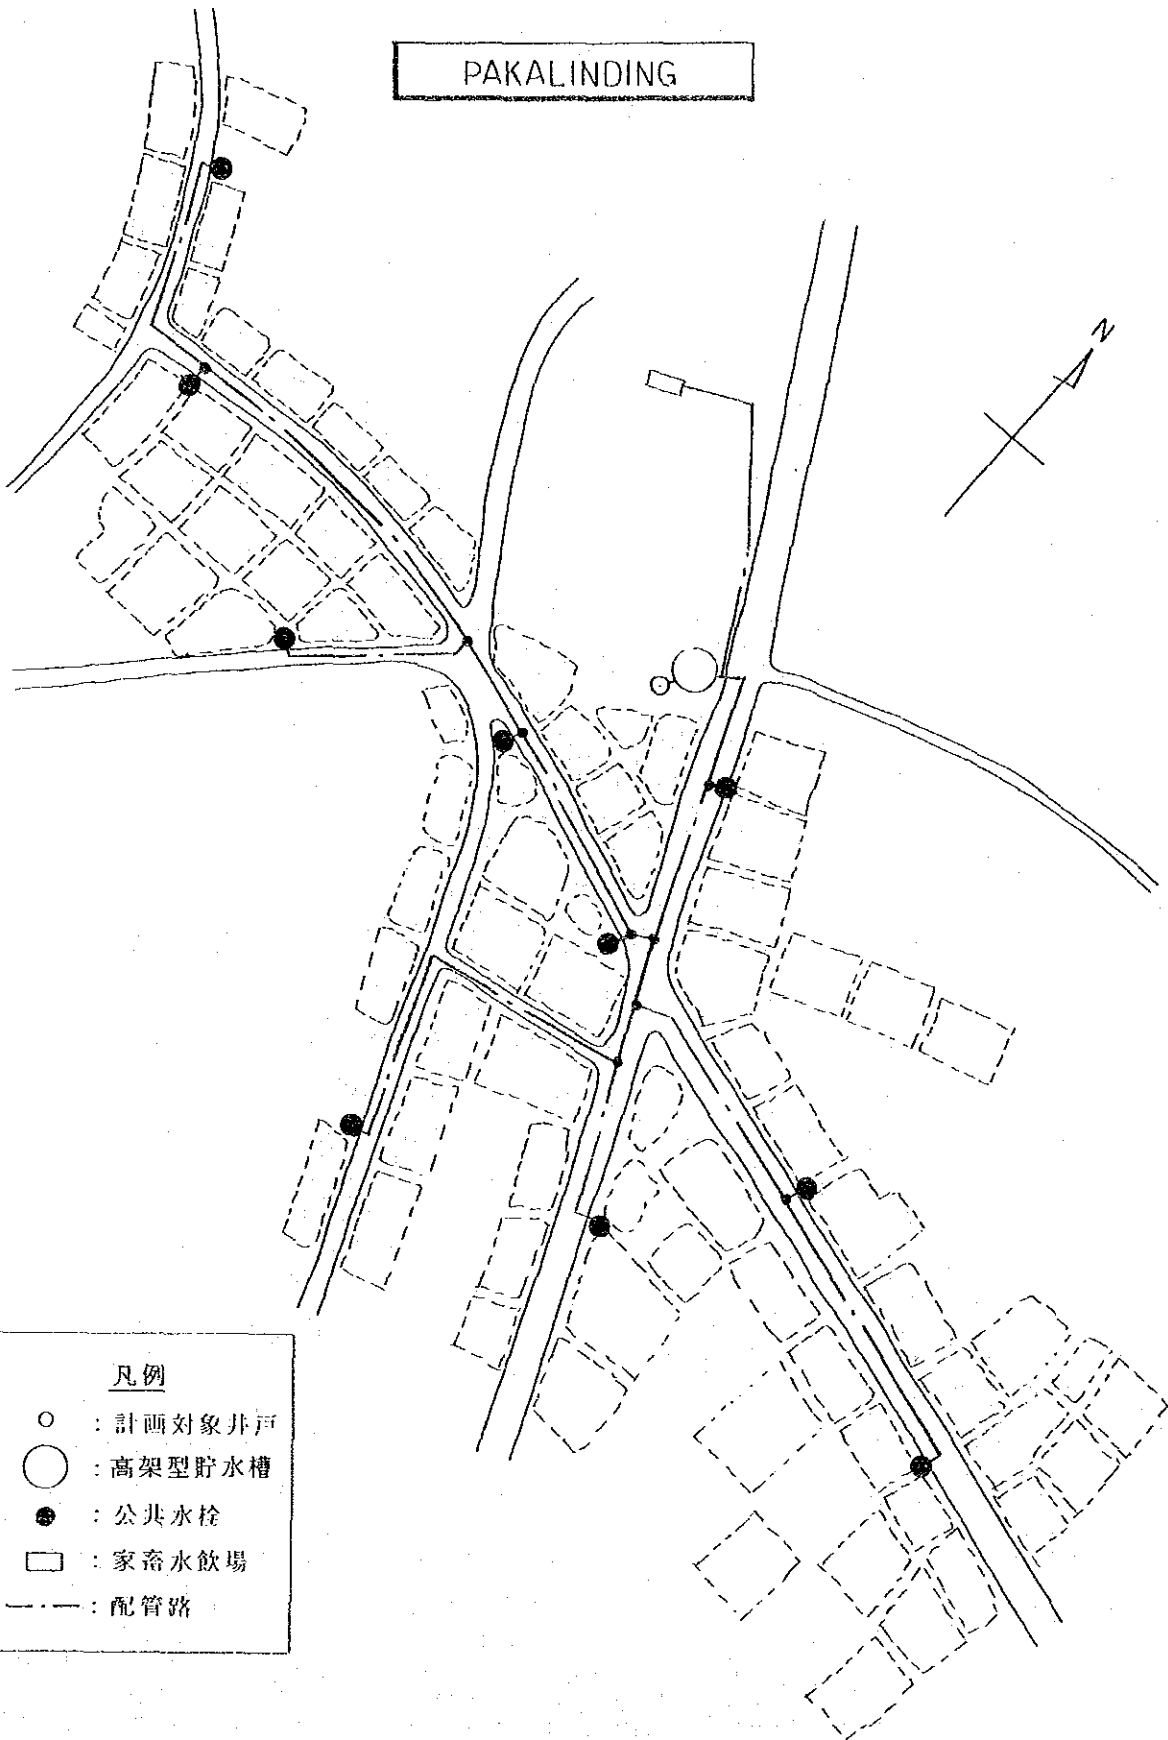 PAKALINDING
N
凡例
○ : 計画対象井戸
◯ : 高架型貯水槽
● : 公共水栓
▭ : 家畜水飲場
—·— : 配管路